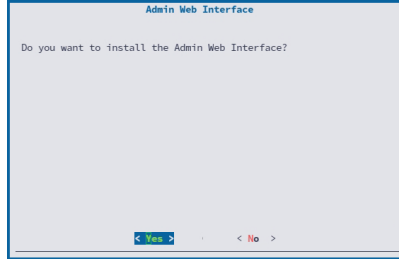 Admin Web Interface
Do you want to install the Admin Web Interface?
< Yes > < No >